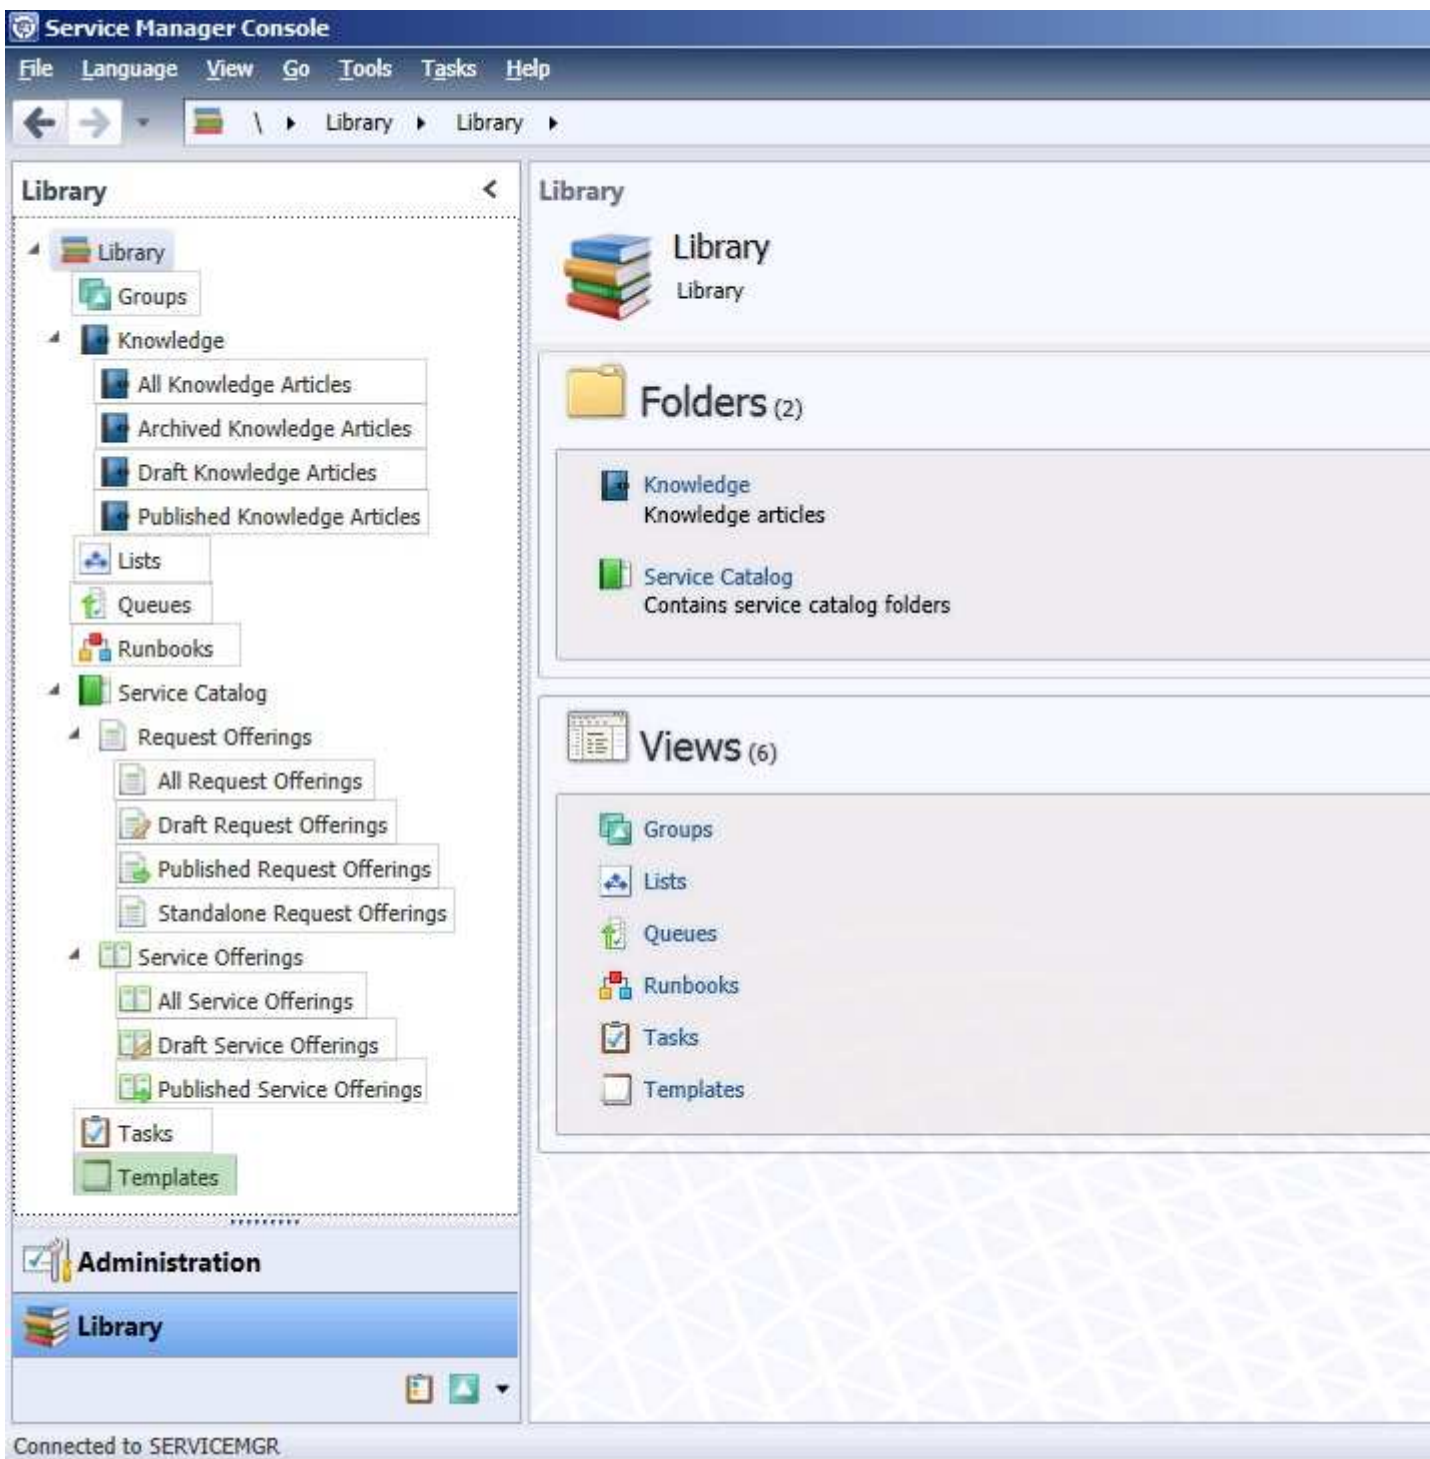 Service Manager Console
File Language View Go Tools Tasks Help
\ Library Library
Library
Library
Groups
Knowledge
All Knowledge Articles
Archived Knowledge Articles
Draft Knowledge Articles
Published Knowledge Articles
Lists
Queues
Runbooks
Service Catalog
Request Offerings
All Request Offerings
Draft Request Offerings
Published Request Offerings
Standalone Request Offerings
Service Offerings
All Service Offerings
Draft Service Offerings
Published Service Offerings
Tasks
Templates
Administration
Library
Library
Library
Library
Folders (2)
Knowledge
Knowledge articles
Service Catalog
Contains service catalog folders
Views (6)
Groups
Lists
Queues
Runbooks
Tasks
Templates
Connected to SERVICEMGR